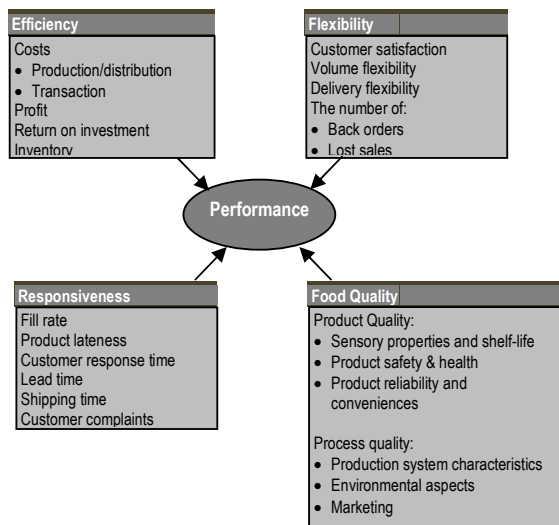 Efficiency
Costs
• Production/distribution
• Transaction
Profit
Return on investment
Inventory
Flexibility
Customer satisfaction
Volume flexibility
Delivery flexibility
The number of:
• Back orders
• Lost sales
Performance
Responsiveness
Fill rate
Product lateness
Customer response time
Lead time
Shipping time
Customer complaints
Food Quality
Product Quality:
• Sensory properties and shelf-life
• Product safety & health
• Product reliability and
conveniences
Process quality:
• Production system characteristics
• Environmental aspects
• Marketing